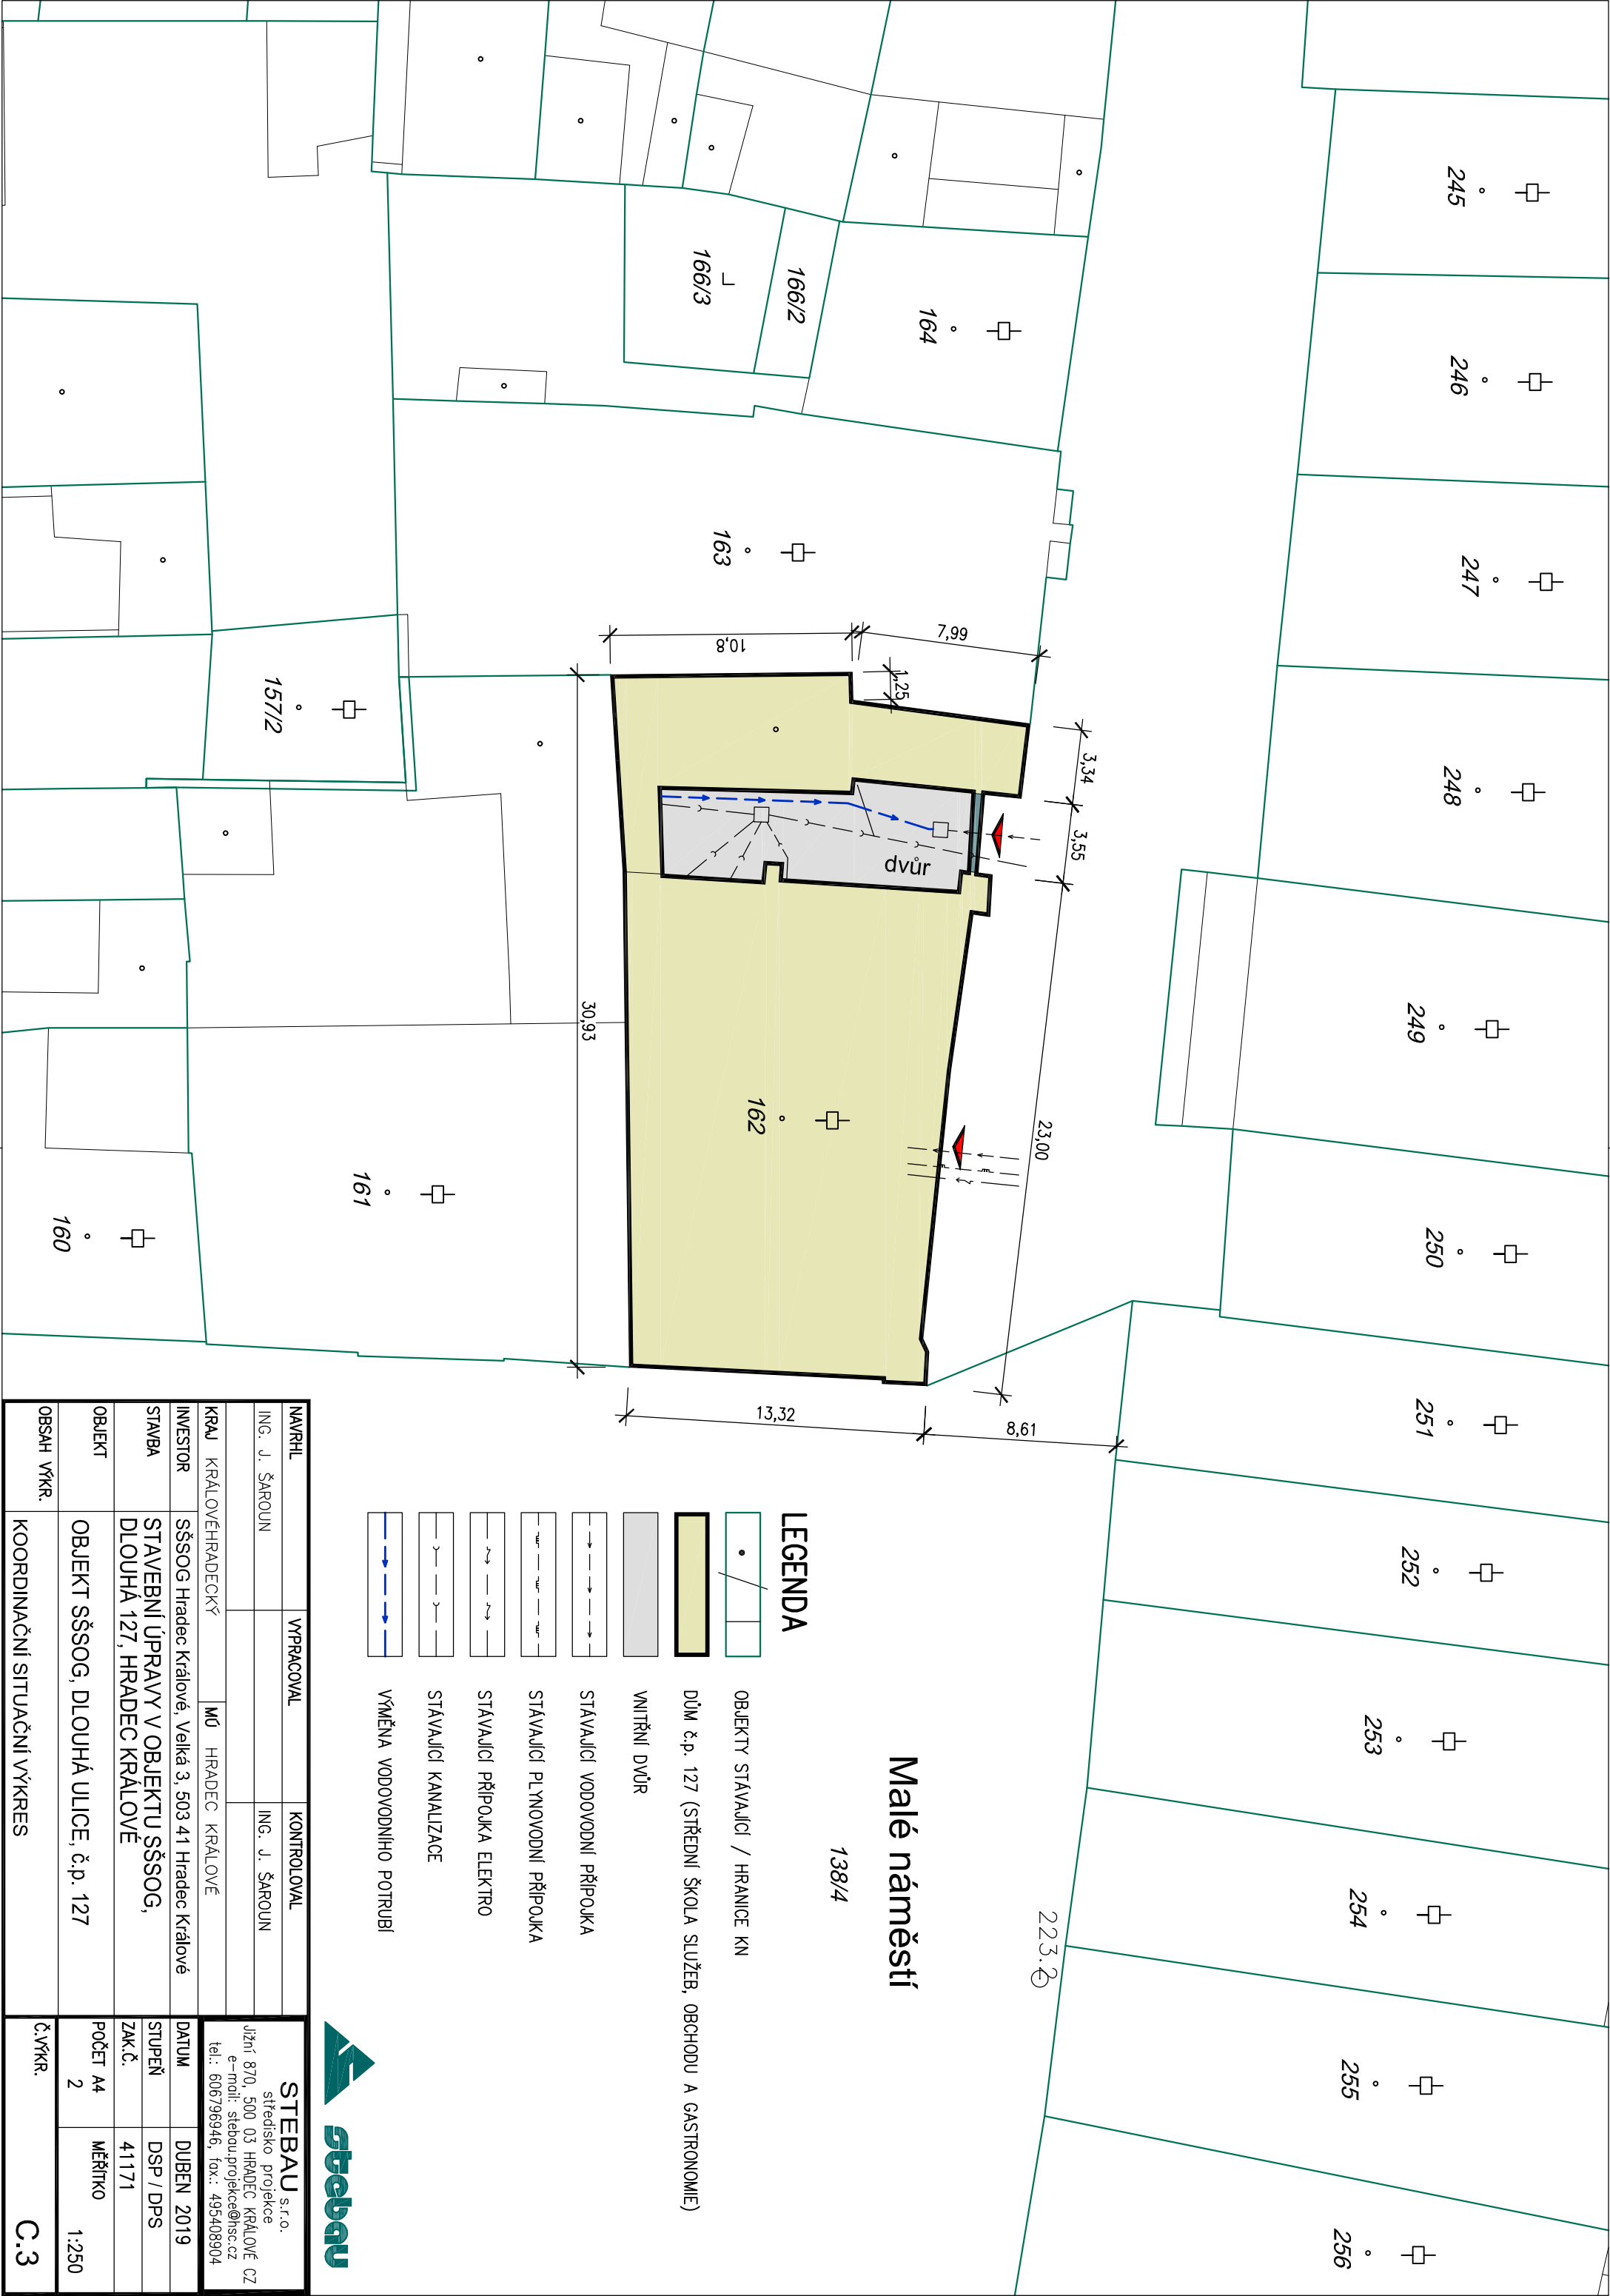 245
246
247
248
249
250
251
252
253
254
255
256
164
166/2
166/3
163
157/2
162
161
160
7,99
10,8
1,25
3,34
3,55
23,00
30,93
13,32
8,61
dvůr
223.2
Malé náměstí
138/4
LEGENDA
OBJEKTY STÁVAJÍCÍ / HRANICE KN
DŮM č.p. 127 (STŘEDNÍ ŠKOLA SLUŽEB, OBCHODU A GASTRONOMIE)
VNITŘNÍ DVŮR
STÁVAJÍCÍ VODOVODNÍ PŘÍPOJKA
STÁVAJÍCÍ PLYNOVODNÍ PŘÍPOJKA
STÁVAJÍCÍ PŘÍPOJKA ELEKTRO
STÁVAJÍCÍ KANALIZACE
VÝMĚNA VODOVODNÍHO POTRUBÍ
stebau
NAVRHL VYPRACOVAL KONTROLOVAL
ING. J. ŠAROUN ING. J. ŠAROUN
KRAJ KRÁLOVÉHRADECKÝ MÚ HRADEC KRÁLOVÉ
INVESTOR SŠSOG Hradec Králové, Velká 3, 503 41 Hradec Králové
STAVBA STAVEBNÍ ÚPRAVY V OBJEKTU SŠSOG,
DLOUHÁ 127, HRADEC KRÁLOVÉ
OBJEKT OBJEKT SŠSOG, DLOUHÁ ULICE, č.p. 127
OBSAH VÝKR. KOORDINAČNÍ SITUAČNÍ VÝKRES
STEBAU s.r.o.
středisko projekce
Jižní 870, 500 03 HRADEC KRÁLOVÉ CZ
e-mail: stebau.projekce@hsc.cz
tel.: 606796946, fax.: 495408904
DATUM DUBEN 2019
STUPEŇ DSP / DPS
ZAK.Č. 41171
POČET A4 2 MĚŘÍTKO 1:250
Č.VÝKR. C.3